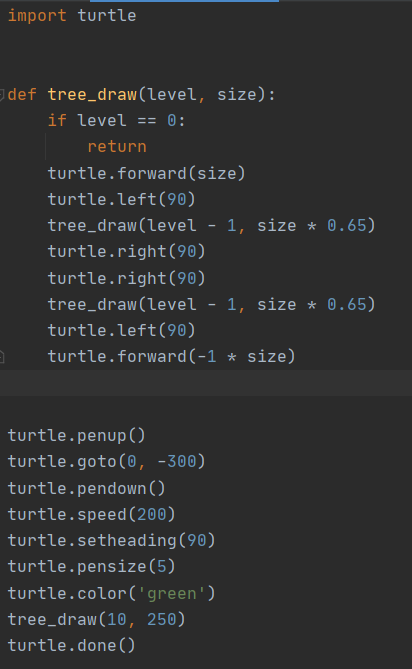 import turtle
def tree_draw(level, size):
    if level == 0:
        return
    turtle.forward(size)
    turtle.left(90)
    tree_draw(level - 1, size * 0.65)
    turtle.right(90)
    turtle.right(90)
    tree_draw(level - 1, size * 0.65)
    turtle.left(90)
    turtle.forward(-1 * size)
turtle.penup()
turtle.goto(0, -300)
turtle.pendown()
turtle.speed(200)
turtle.setheading(90)
turtle.pensize(5)
turtle.color('green')
tree_draw(10, 250)
turtle.done()